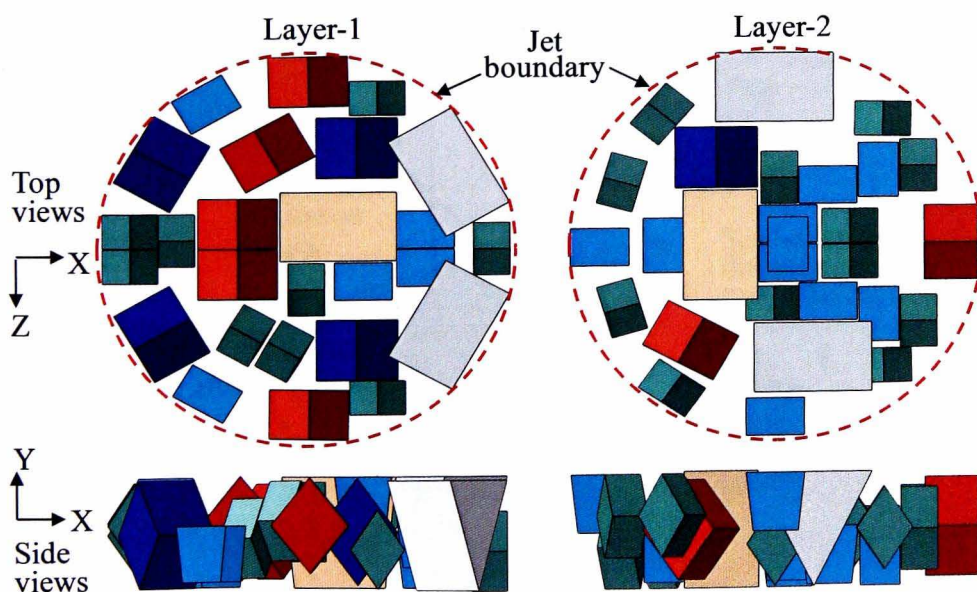 Layer-1
Jet
boundary
Layer-2
Top
views
X
Z
Y
X
Side
views